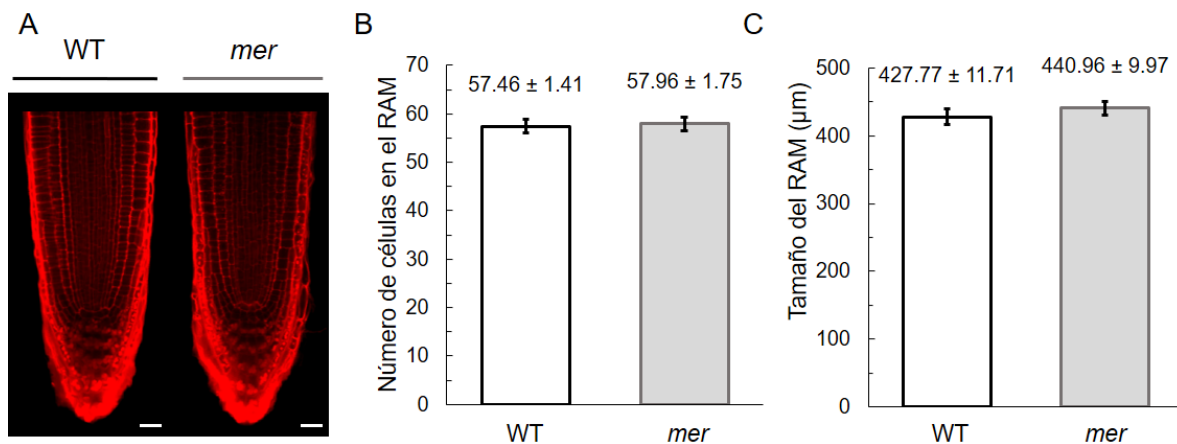 A
WT
mer
B
Número de células en el RAM
70
60
50
40
30
20
10
0
57.46 ± 1.41
57.96 ± 1.75
WT
mer
C
Tamaño del RAM (µm)
500
400
300
200
100
0
427.77 ± 11.71
440.96 ± 9.97
WT
mer